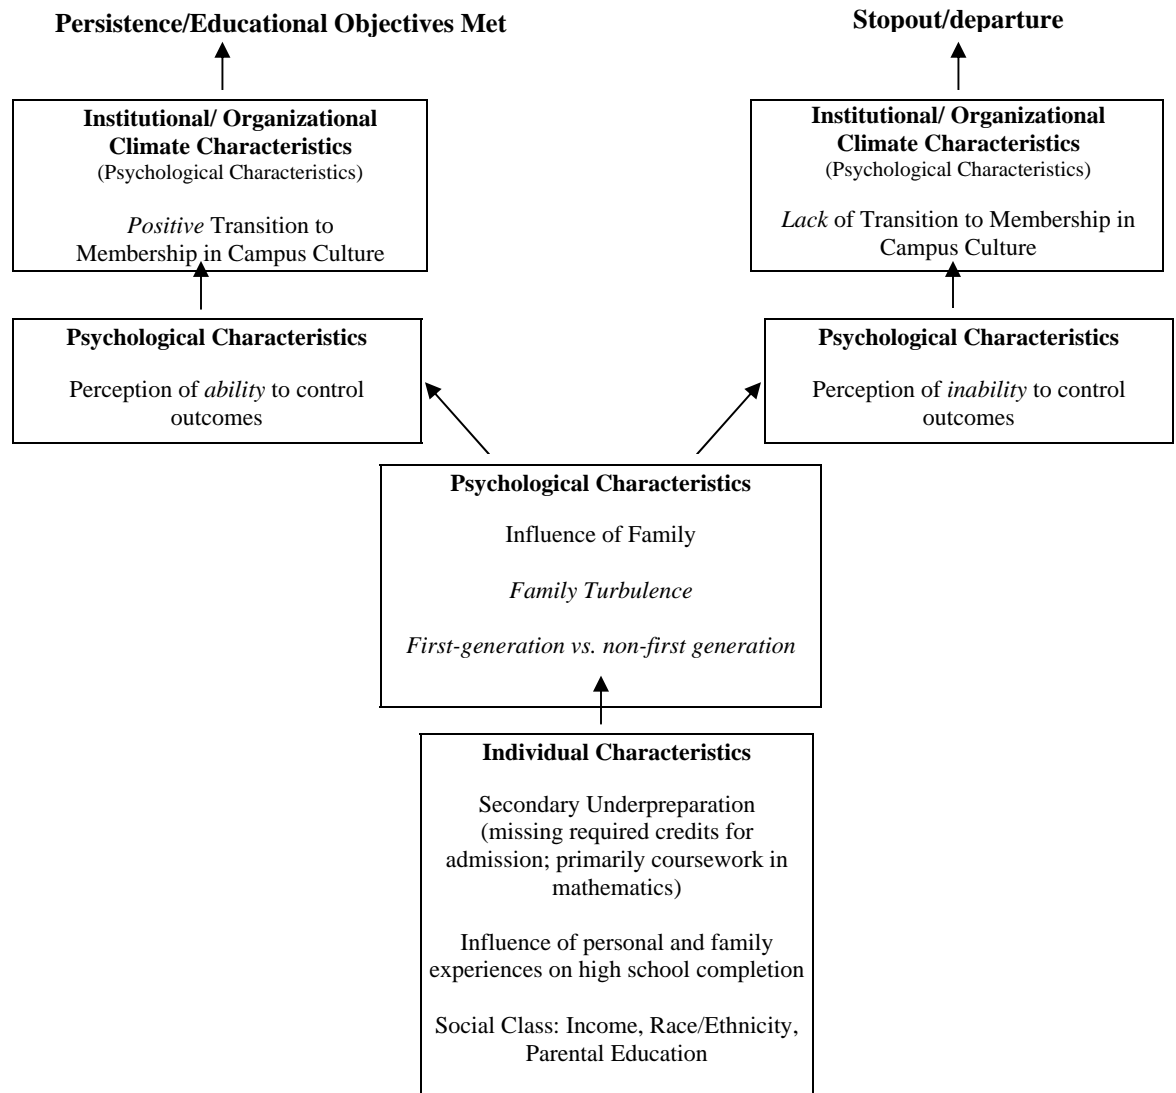 Persistence/Educational Objectives Met
Stopout/departure
Institutional/ Organizational
Climate Characteristics
(Psychological Characteristics)
Positive Transition to
Membership in Campus Culture
Institutional/ Organizational
Climate Characteristics
(Psychological Characteristics)
Lack of Transition to Membership in
Campus Culture
Psychological Characteristics
Perception of ability to control
outcomes
Psychological Characteristics
Perception of inability to control
outcomes
Psychological Characteristics
Influence of Family
Family Turbulence
First-generation vs. non-first generation
Individual Characteristics
Secondary Underpreparation
(missing required credits for
admission; primarily coursework in
mathematics)
Influence of personal and family
experiences on high school completion
Social Class: Income, Race/Ethnicity,
Parental Education